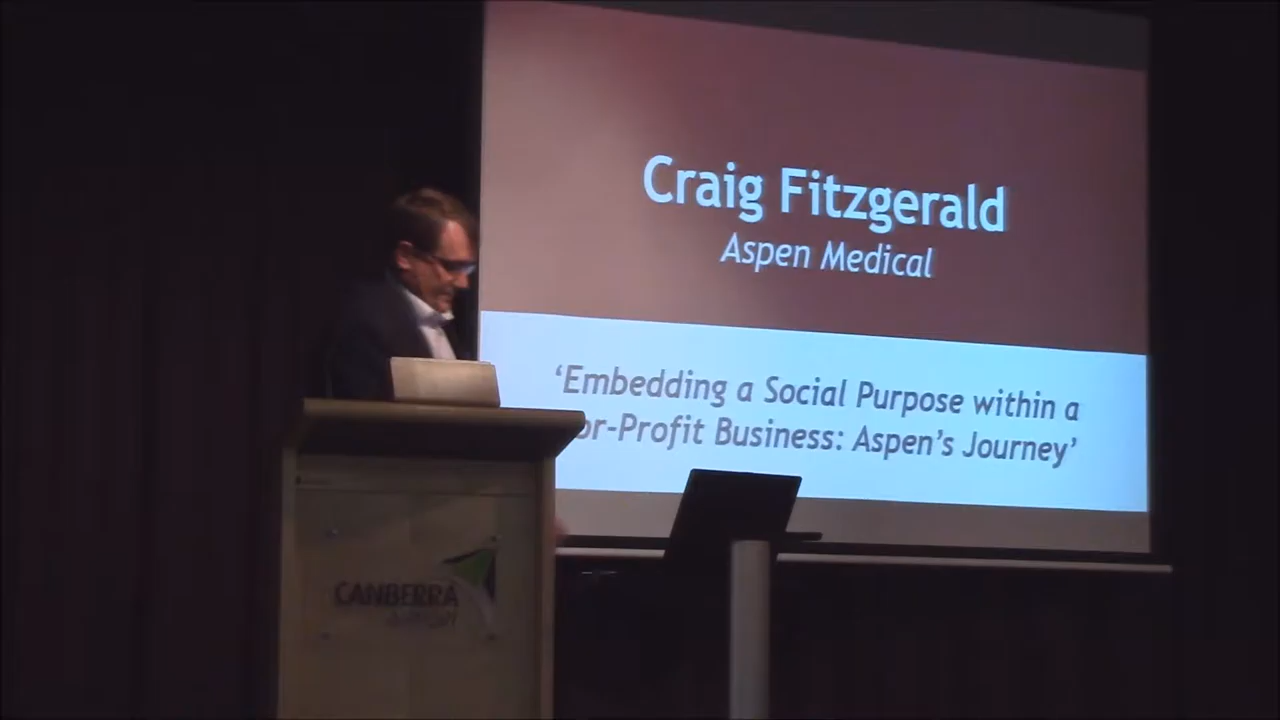 Craig Fitzgerald
Aspen Medical
‘Embedding a Social Purpose within a
or-Profit Business: Aspen’s Journey’
CANBERRA